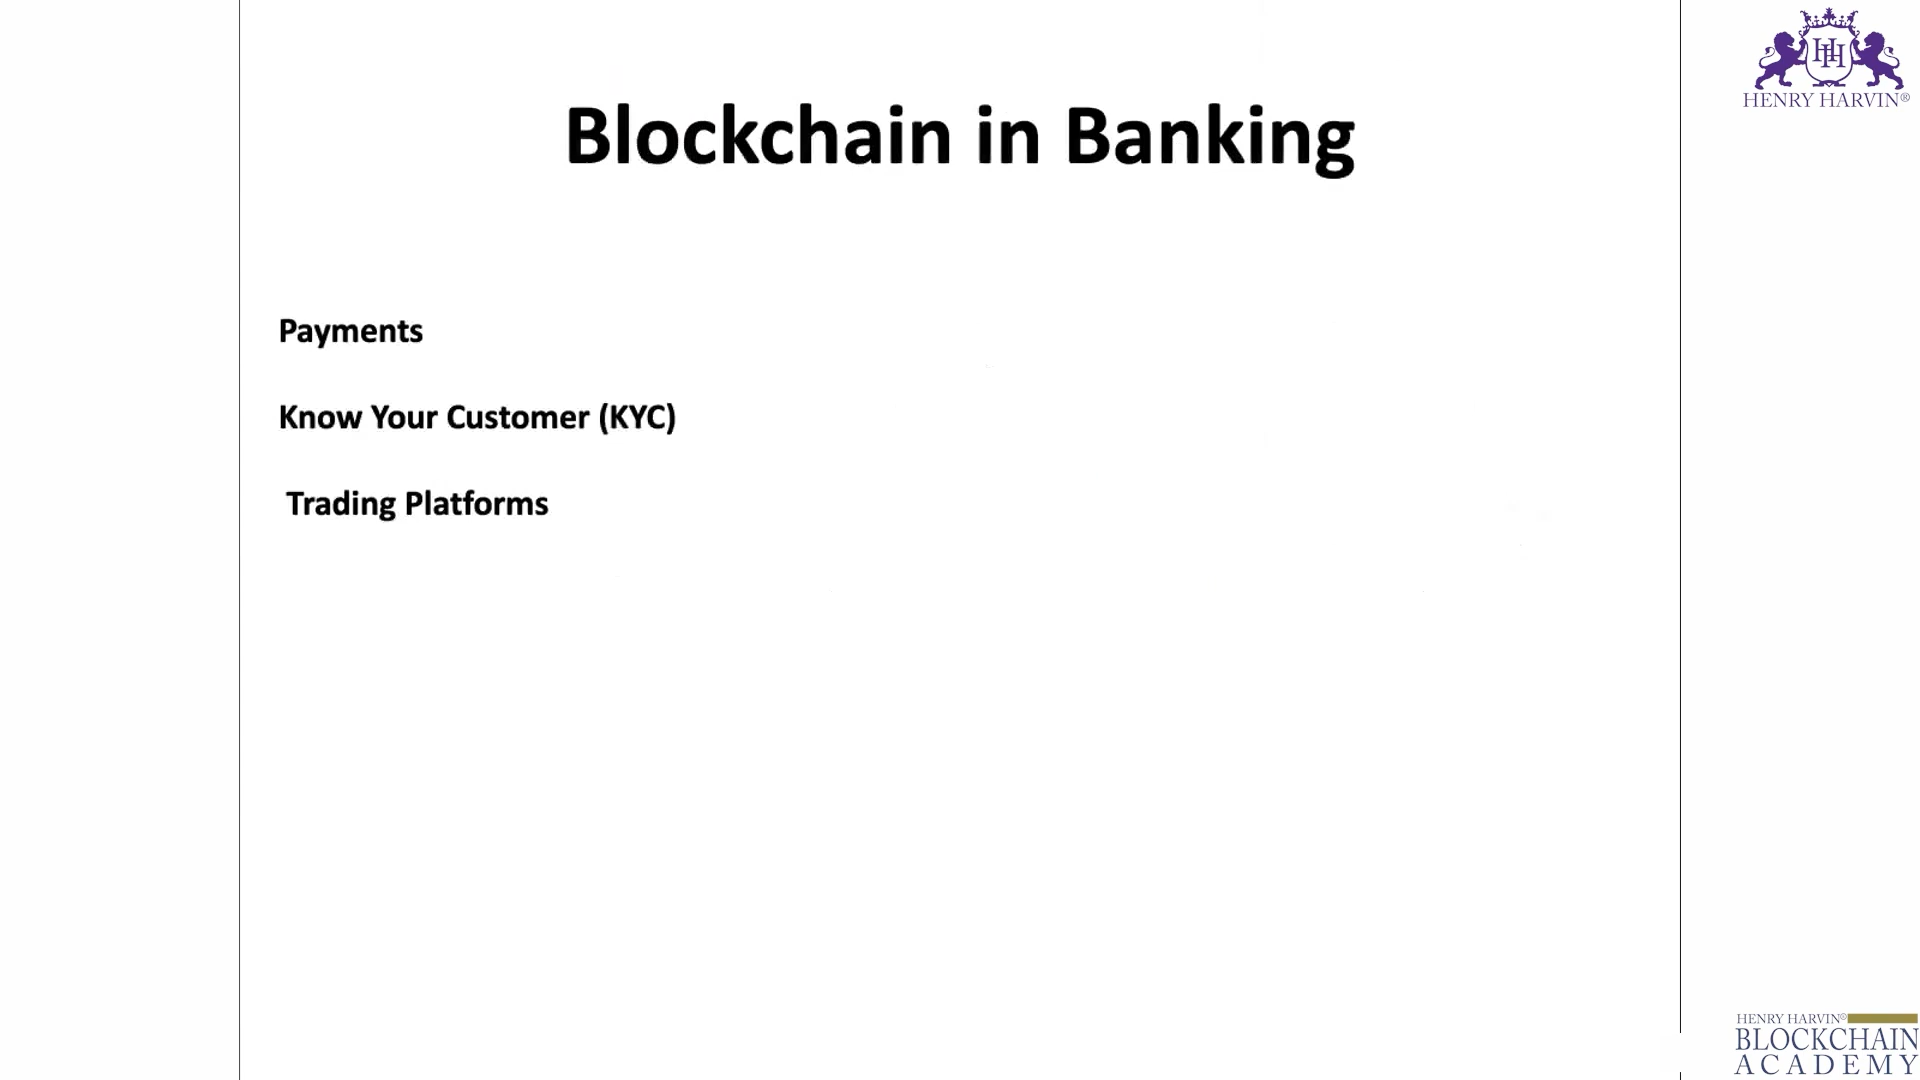 HENRY HARVIN®
Blockchain in Banking
Payments
Know Your Customer (KYC)
Trading Platforms
HENRY HARVIN®
BLOCKCHAIN
ACADEMY